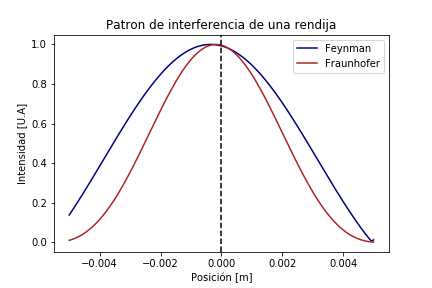 Patron de interferencia de una rendija
Feynman
Fraunhofer
Intensidad [U.A]
1.0
0.8
0.6
0.4
0.2
0.0
−0.004
−0.002
0.000
0.002
0.004
Posición [m]